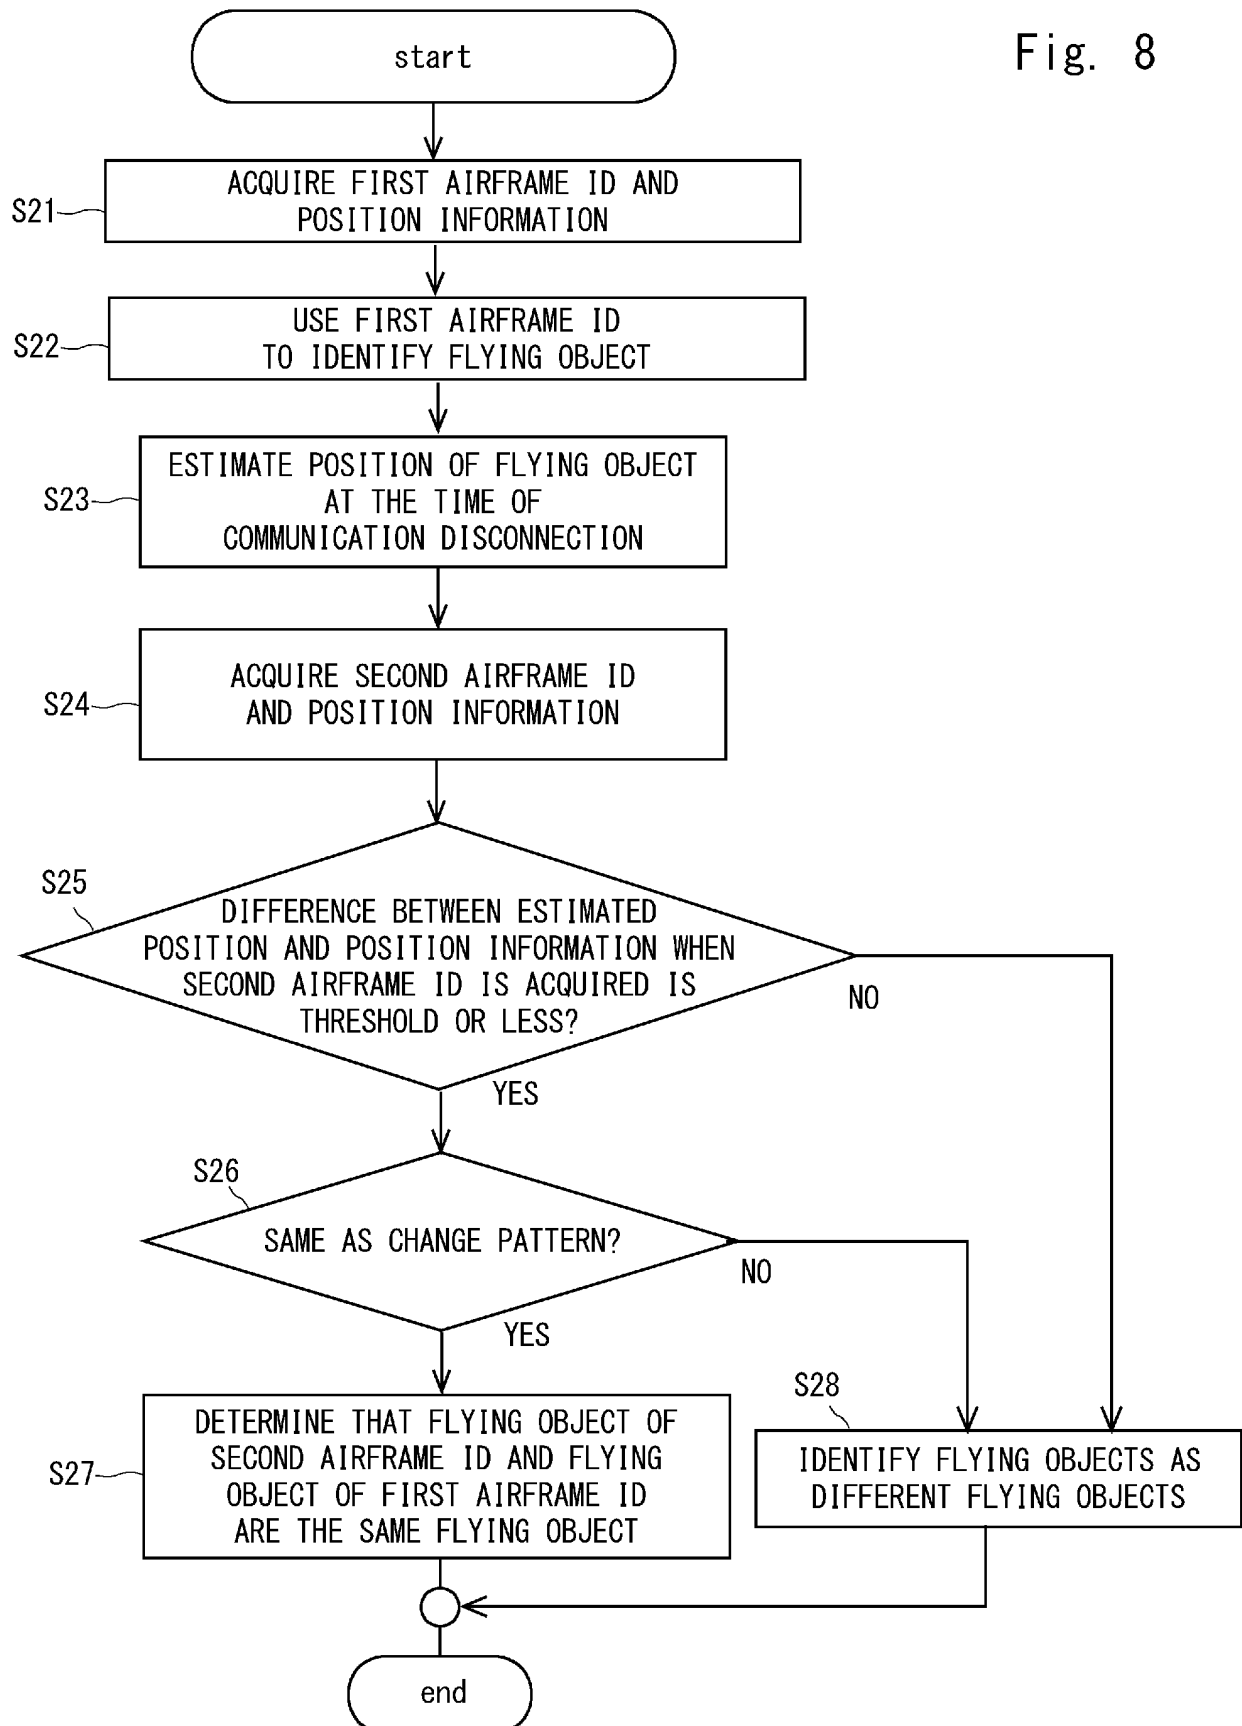 Fig. 8
start
S21
ACQUIRE FIRST AIRFRAME ID AND
POSITION INFORMATION
S22
USE FIRST AIRFRAME ID
TO IDENTIFY FLYING OBJECT
S23
ESTIMATE POSITION OF FLYING OBJECT
AT THE TIME OF
COMMUNICATION DISCONNECTION
S24
ACQUIRE SECOND AIRFRAME ID
AND POSITION INFORMATION
S25
DIFFERENCE BETWEEN ESTIMATED
POSITION AND POSITION INFORMATION WHEN
SECOND AIRFRAME ID IS ACQUIRED IS
THRESHOLD OR LESS?
NO
YES
S26
SAME AS CHANGE PATTERN?
NO
YES
S27
DETERMINE THAT FLYING OBJECT OF
SECOND AIRFRAME ID AND FLYING
OBJECT OF FIRST AIRFRAME ID
ARE THE SAME FLYING OBJECT
S28
IDENTIFY FLYING OBJECTS AS
DIFFERENT FLYING OBJECTS
end